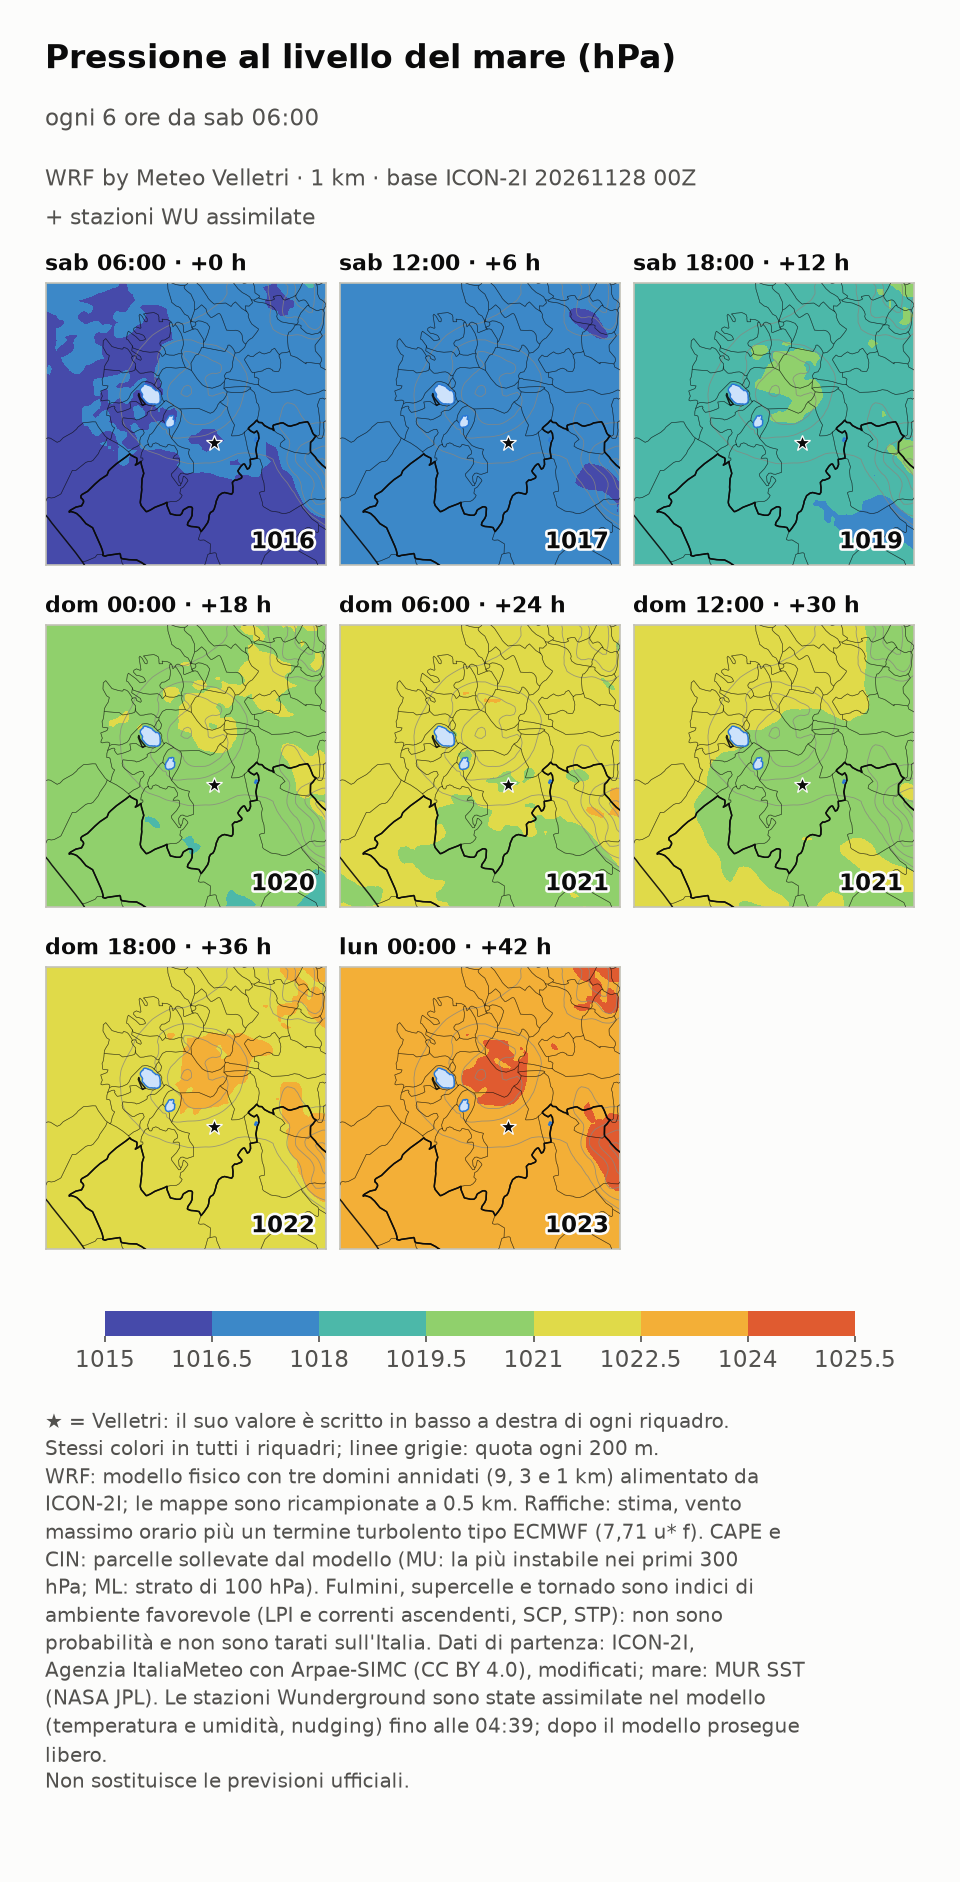 Pressione al livello del mare (hPa)
ogni 6 ore da sab 06:00
WRF by Meteo Velletri · 1 km · base ICON-2I 20261128 00Z
+ stazioni WU assimilate
sab 06:00 · +0 h
sab 12:00 · +6 h
sab 18:00 · +12 h
1016
1017
1019
dom 00:00 · +18 h
dom 06:00 · +24 h
dom 12:00 · +30 h
1020
1021
1021
dom 18:00 · +36 h
lun 00:00 · +42 h
1022
1023
1015 1016.5 1018 1019.5 1021 1022.5 1024 1025.5
★ = Velletri: il suo valore è scritto in basso a destra di ogni riquadro.
Stessi colori in tutti i riquadri; linee grigie: quota ogni 200 m.
WRF: modello fisico con tre domini annidati (9, 3 e 1 km) alimentato da
ICON-2I; le mappe sono ricampionate a 0.5 km. Raffiche: stima, vento
massimo orario più un termine turbolento tipo ECMWF (7,71 u* f). CAPE e
CIN: parcelle sollevate dal modello (MU: la più instabile nei primi 300
hPa; ML: strato di 100 hPa). Fulmini, supercelle e tornado sono indici di
ambiente favorevole (LPI e correnti ascendenti, SCP, STP): non sono
probabilità e non sono tarati sull'Italia. Dati di partenza: ICON-2I,
Agenzia ItaliaMeteo con Arpae-SIMC (CC BY 4.0), modificati; mare: MUR SST
(NASA JPL). Le stazioni Wunderground sono state assimilate nel modello
(temperatura e umidità, nudging) fino alle 04:39; dopo il modello prosegue
libero.
Non sostituisce le previsioni ufficiali.